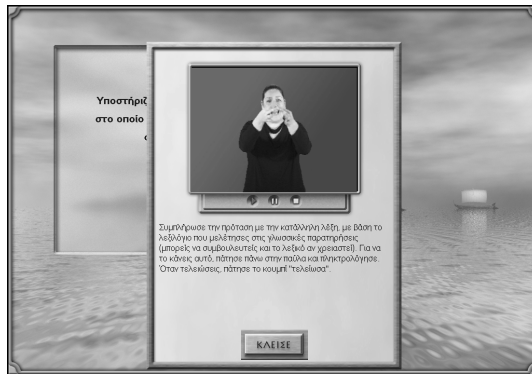 Υποστήριζ
στο οποίο
Συμπλήρωσε την πρόταση με την κατάλληλη λέξη, με βάση το
λεξιλόγιο που μελέτησες στις γλωσσικές παρατηρήσεις
(μπορείς να συμβουλευτείς και το λεξικό αν χρειαστεί). Για να
το κάνεις αυτό, πάτησε πάνω στην παύλα και πληκτρολόγησε.
Όταν τελειώσεις, πάτησε το κουμπί "τελείωσα".
ΚΛΕΙΣΕ